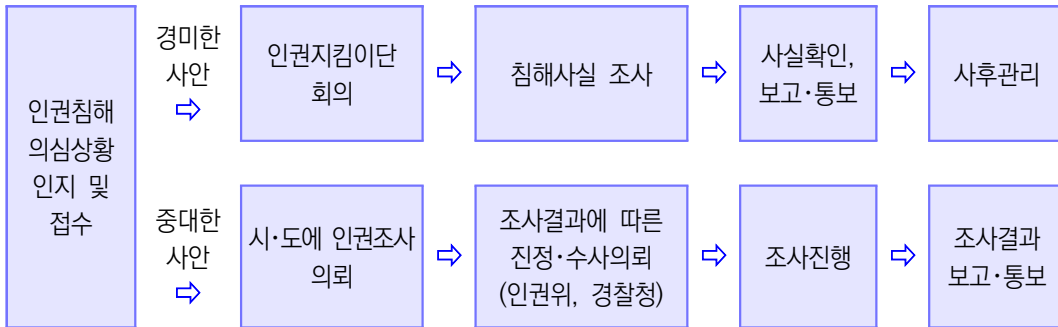 인권침해
의심상황
인지 및
접수
경미한
사안
인권지킴이단
회의
침해사실 조사
사실확인,
보고·통보
사후관리
중대한
사안
시·도에 인권조사
의뢰
조사결과에 따른
진정·수사의뢰
(인권위, 경찰청)
조사진행
조사결과
보고·통보